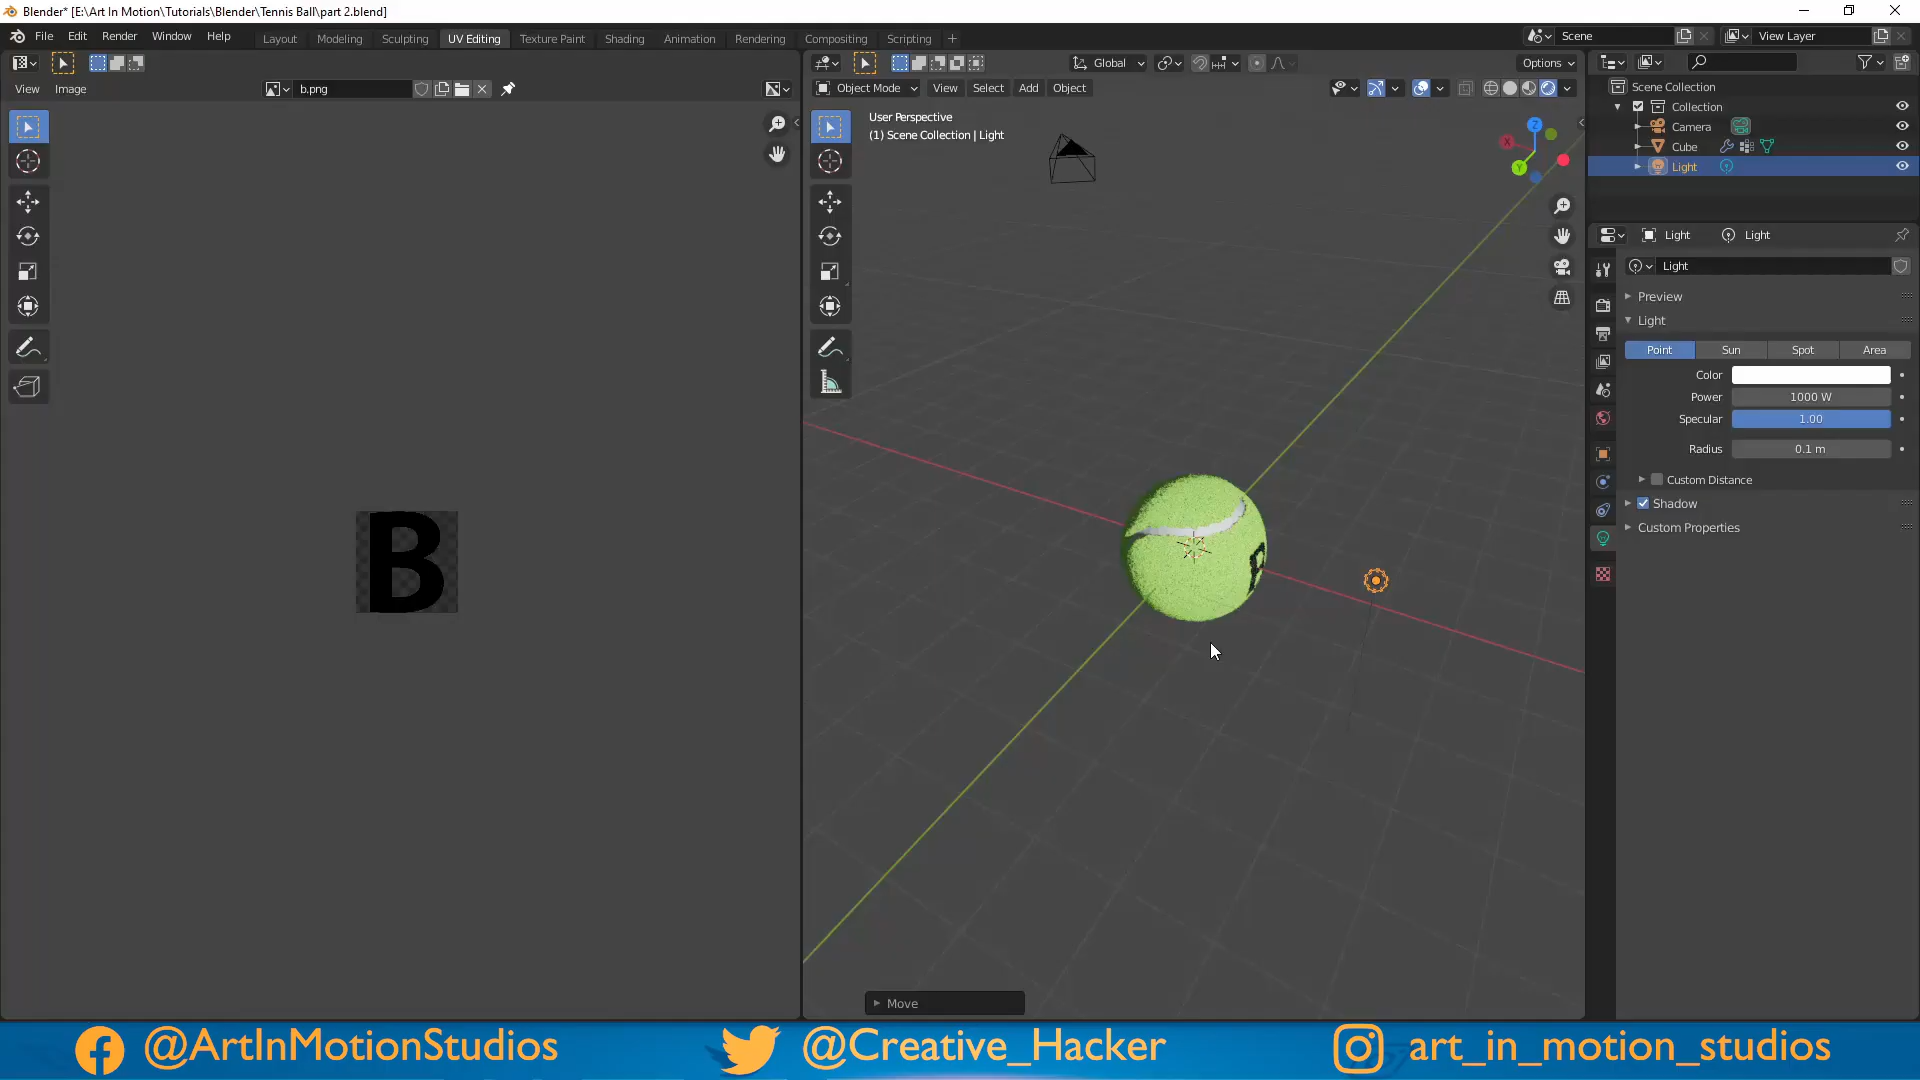 Blender* [E:\Art In Motion\Tutorials\Blender\Tennis Ball\part 2.blend]
File Edit Render Window Help Layout Modeling Sculpting UV Editing Texture Paint Shading Animation Rendering Compositing Scripting + Scene View Layer
Global Options
View Image b.png Object Mode View Select Add Object
Scene Collection
Collection
Camera
Cube
Light
User Perspective
(1) Scene Collection | Light
X Y Z
Light Light
Light
Preview
Light
Point Sun Spot Area
Color
Power 1000 W
Specular 1.00
Radius 0.1 m
Custom Distance
Shadow
Custom Properties
B
Move
@ArtInMotionStudios @Creative_Hacker art_in_motion_studios